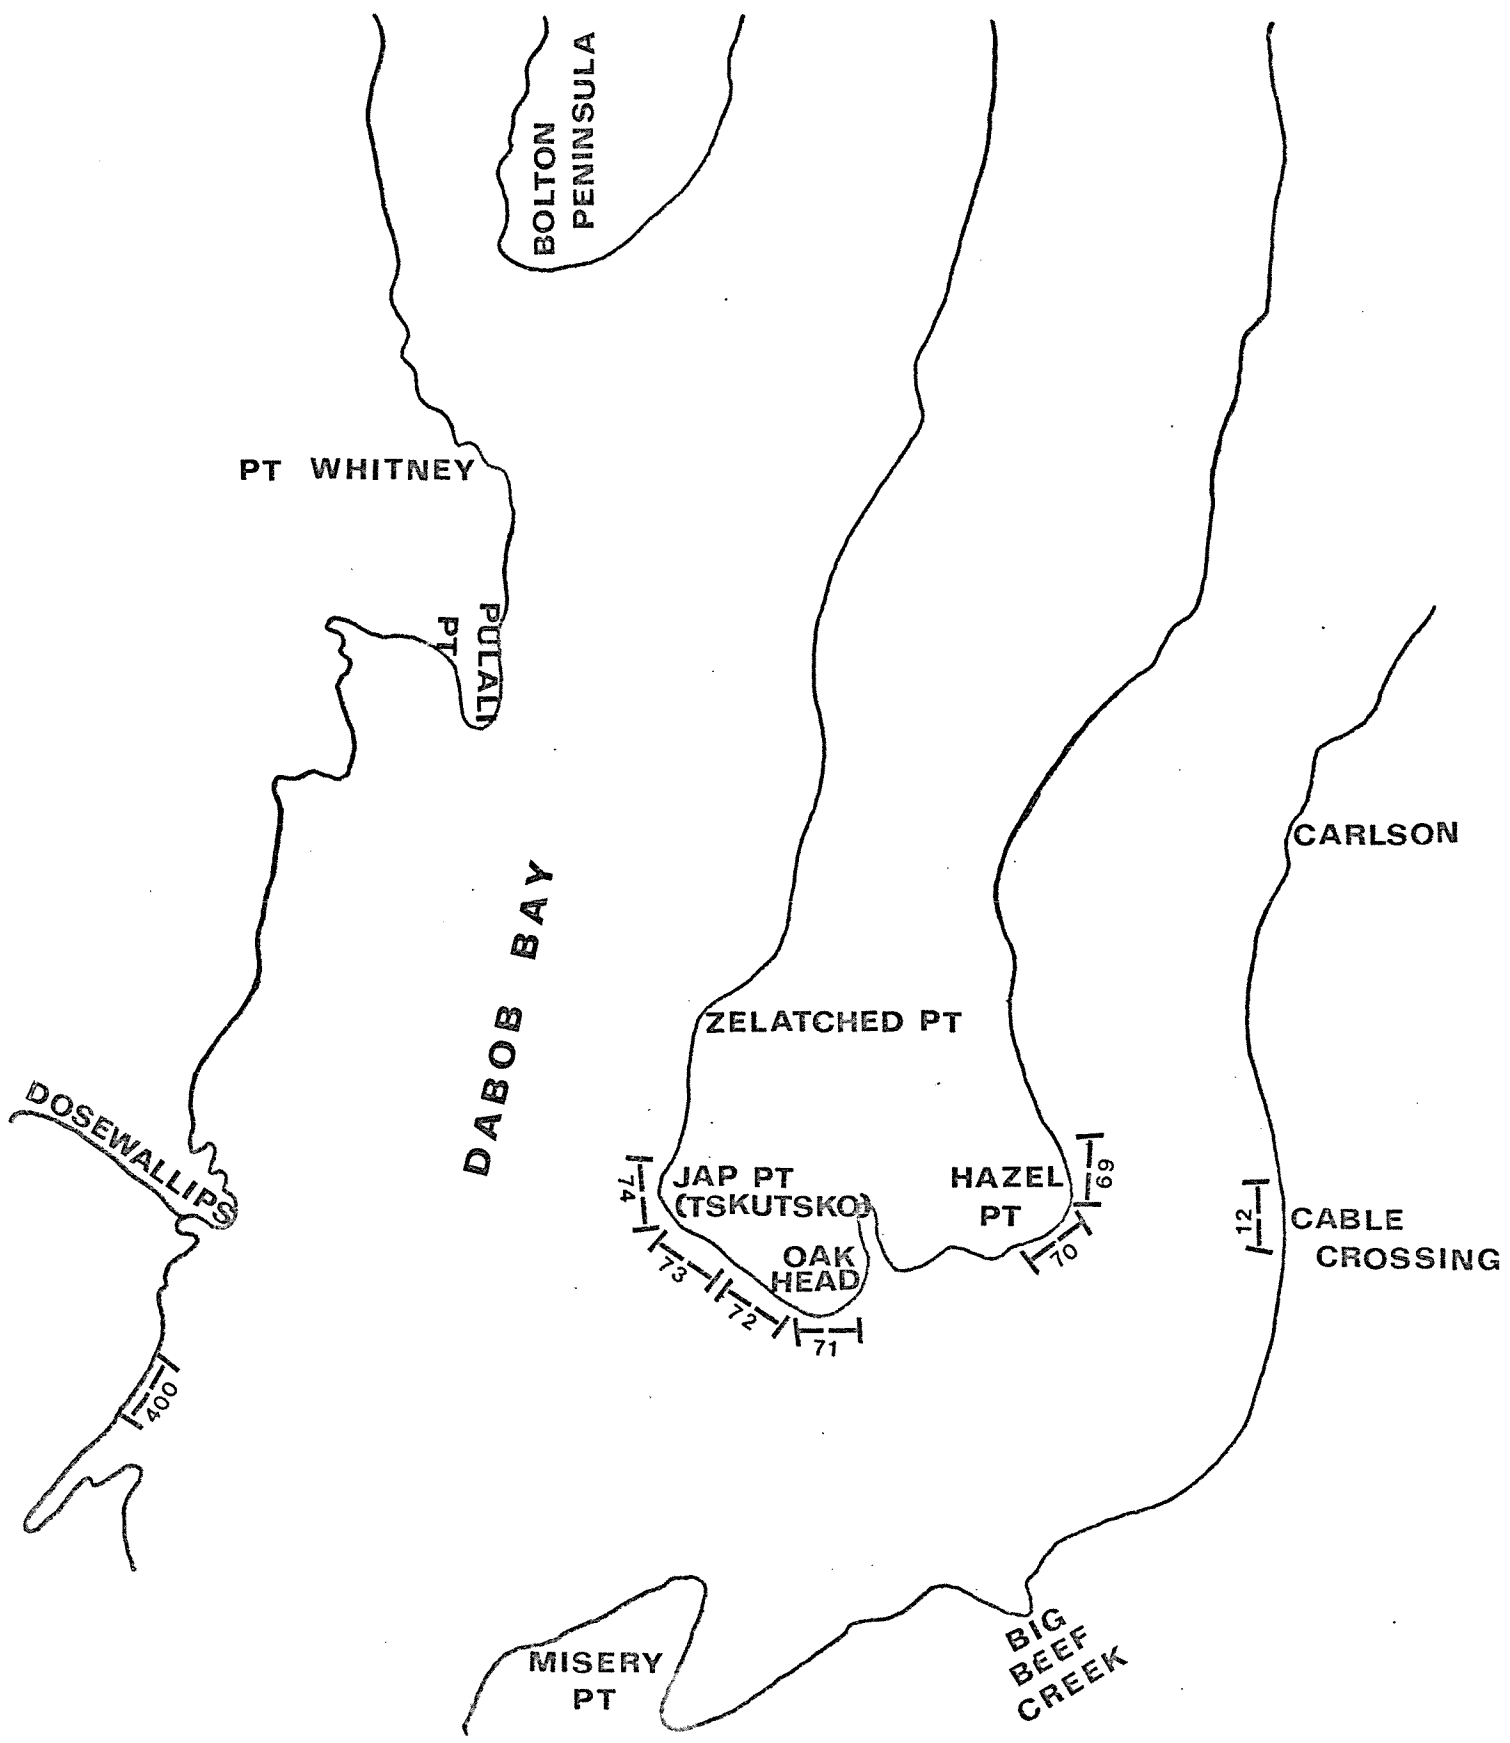 BOLTON
PENINSULA
PT WHITNEY
PULALI
PT
CARLSON
DABOB BAY
ZELATCHED PT
DOSEWALLIPS
JAP PT
(TSKUTSKO)
HAZEL
PT
OAK
HEAD
69
70
71
72
73
74
12
CABLE
CROSSING
400
MISERY
PT
BIG
BEEF
CREEK